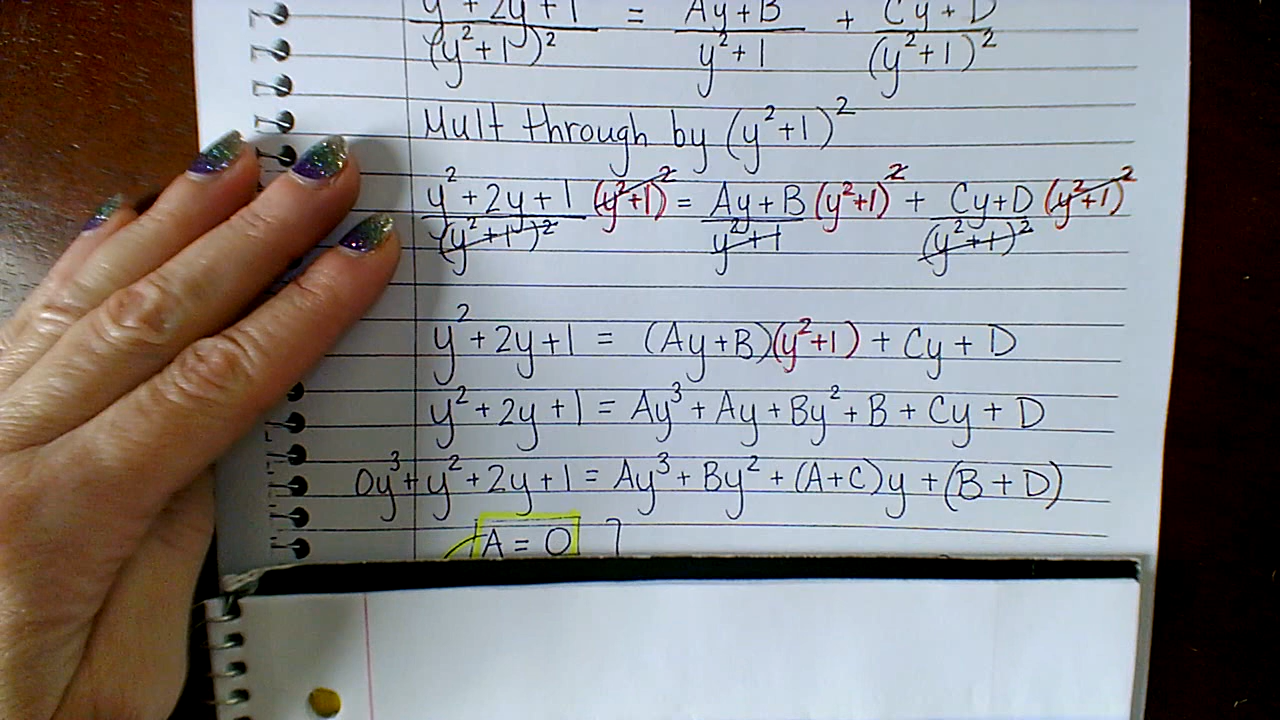 y² + 2y + 1 / (y² + 1)² = Ay + B / y² + 1 + Cy + D / (y² + 1)²
Mult through by (y² + 1)²
y² + 2y + 1 / (y² + 1)² (y² + 1)² = Ay + B / y² + 1 (y² + 1)² + Cy + D / (y² + 1)² (y² + 1)²
y² + 2y + 1 = (Ay + B)(y² + 1) + Cy + D
y² + 2y + 1 = Ay³ + Ay + By² + B + Cy + D
0y³ + y² + 2y + 1 = Ay³ + By² + (A + C)y + (B + D)
A = 0